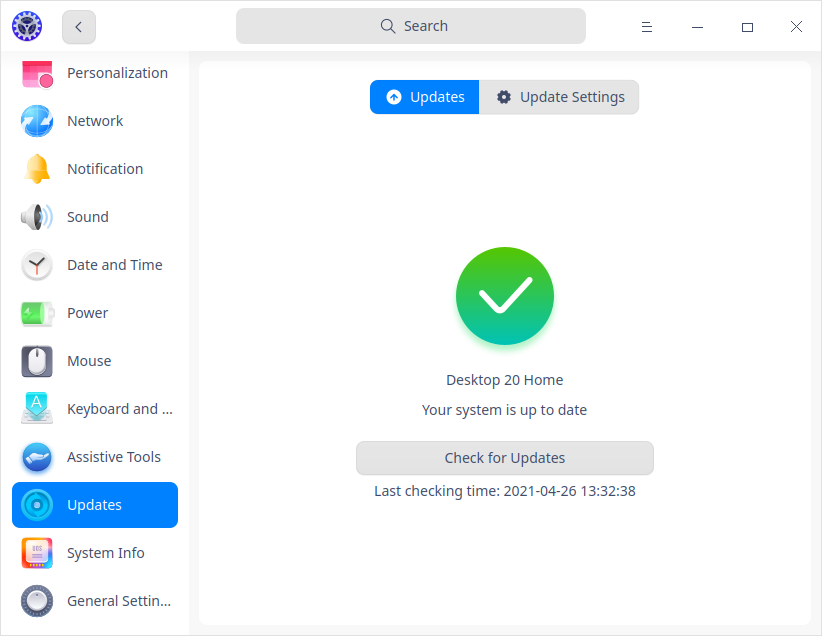 Search
Personalization
Network
Notification
Sound
Date and Time
Power
Mouse
Keyboard and ...
Assistive Tools
Updates
System Info
General Settin...
Updates
Update Settings
Desktop 20 Home
Your system is up to date
Check for Updates
Last checking time: 2021-04-26 13:32:38